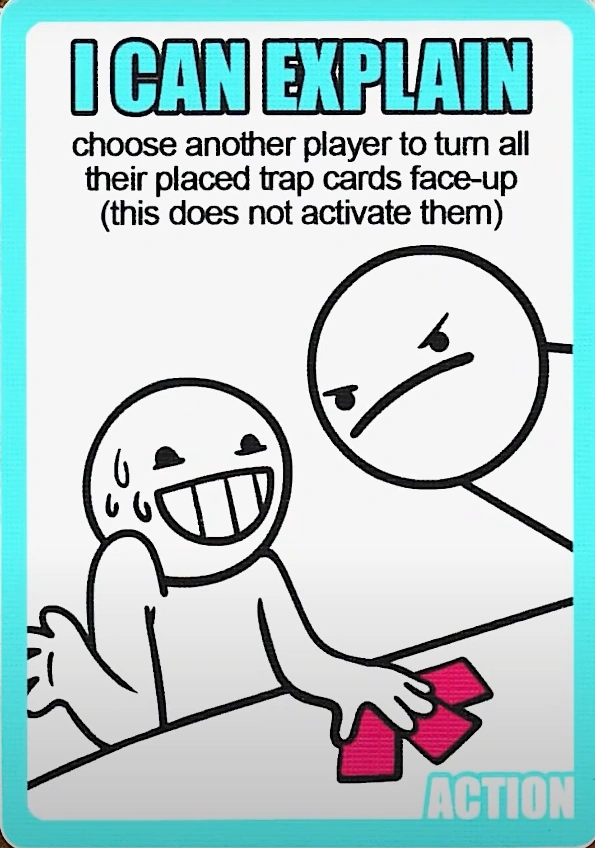 I CAN EXPLAIN
choose another player to turn all
their placed trap cards face-up
(this does not activate them)
ACTION